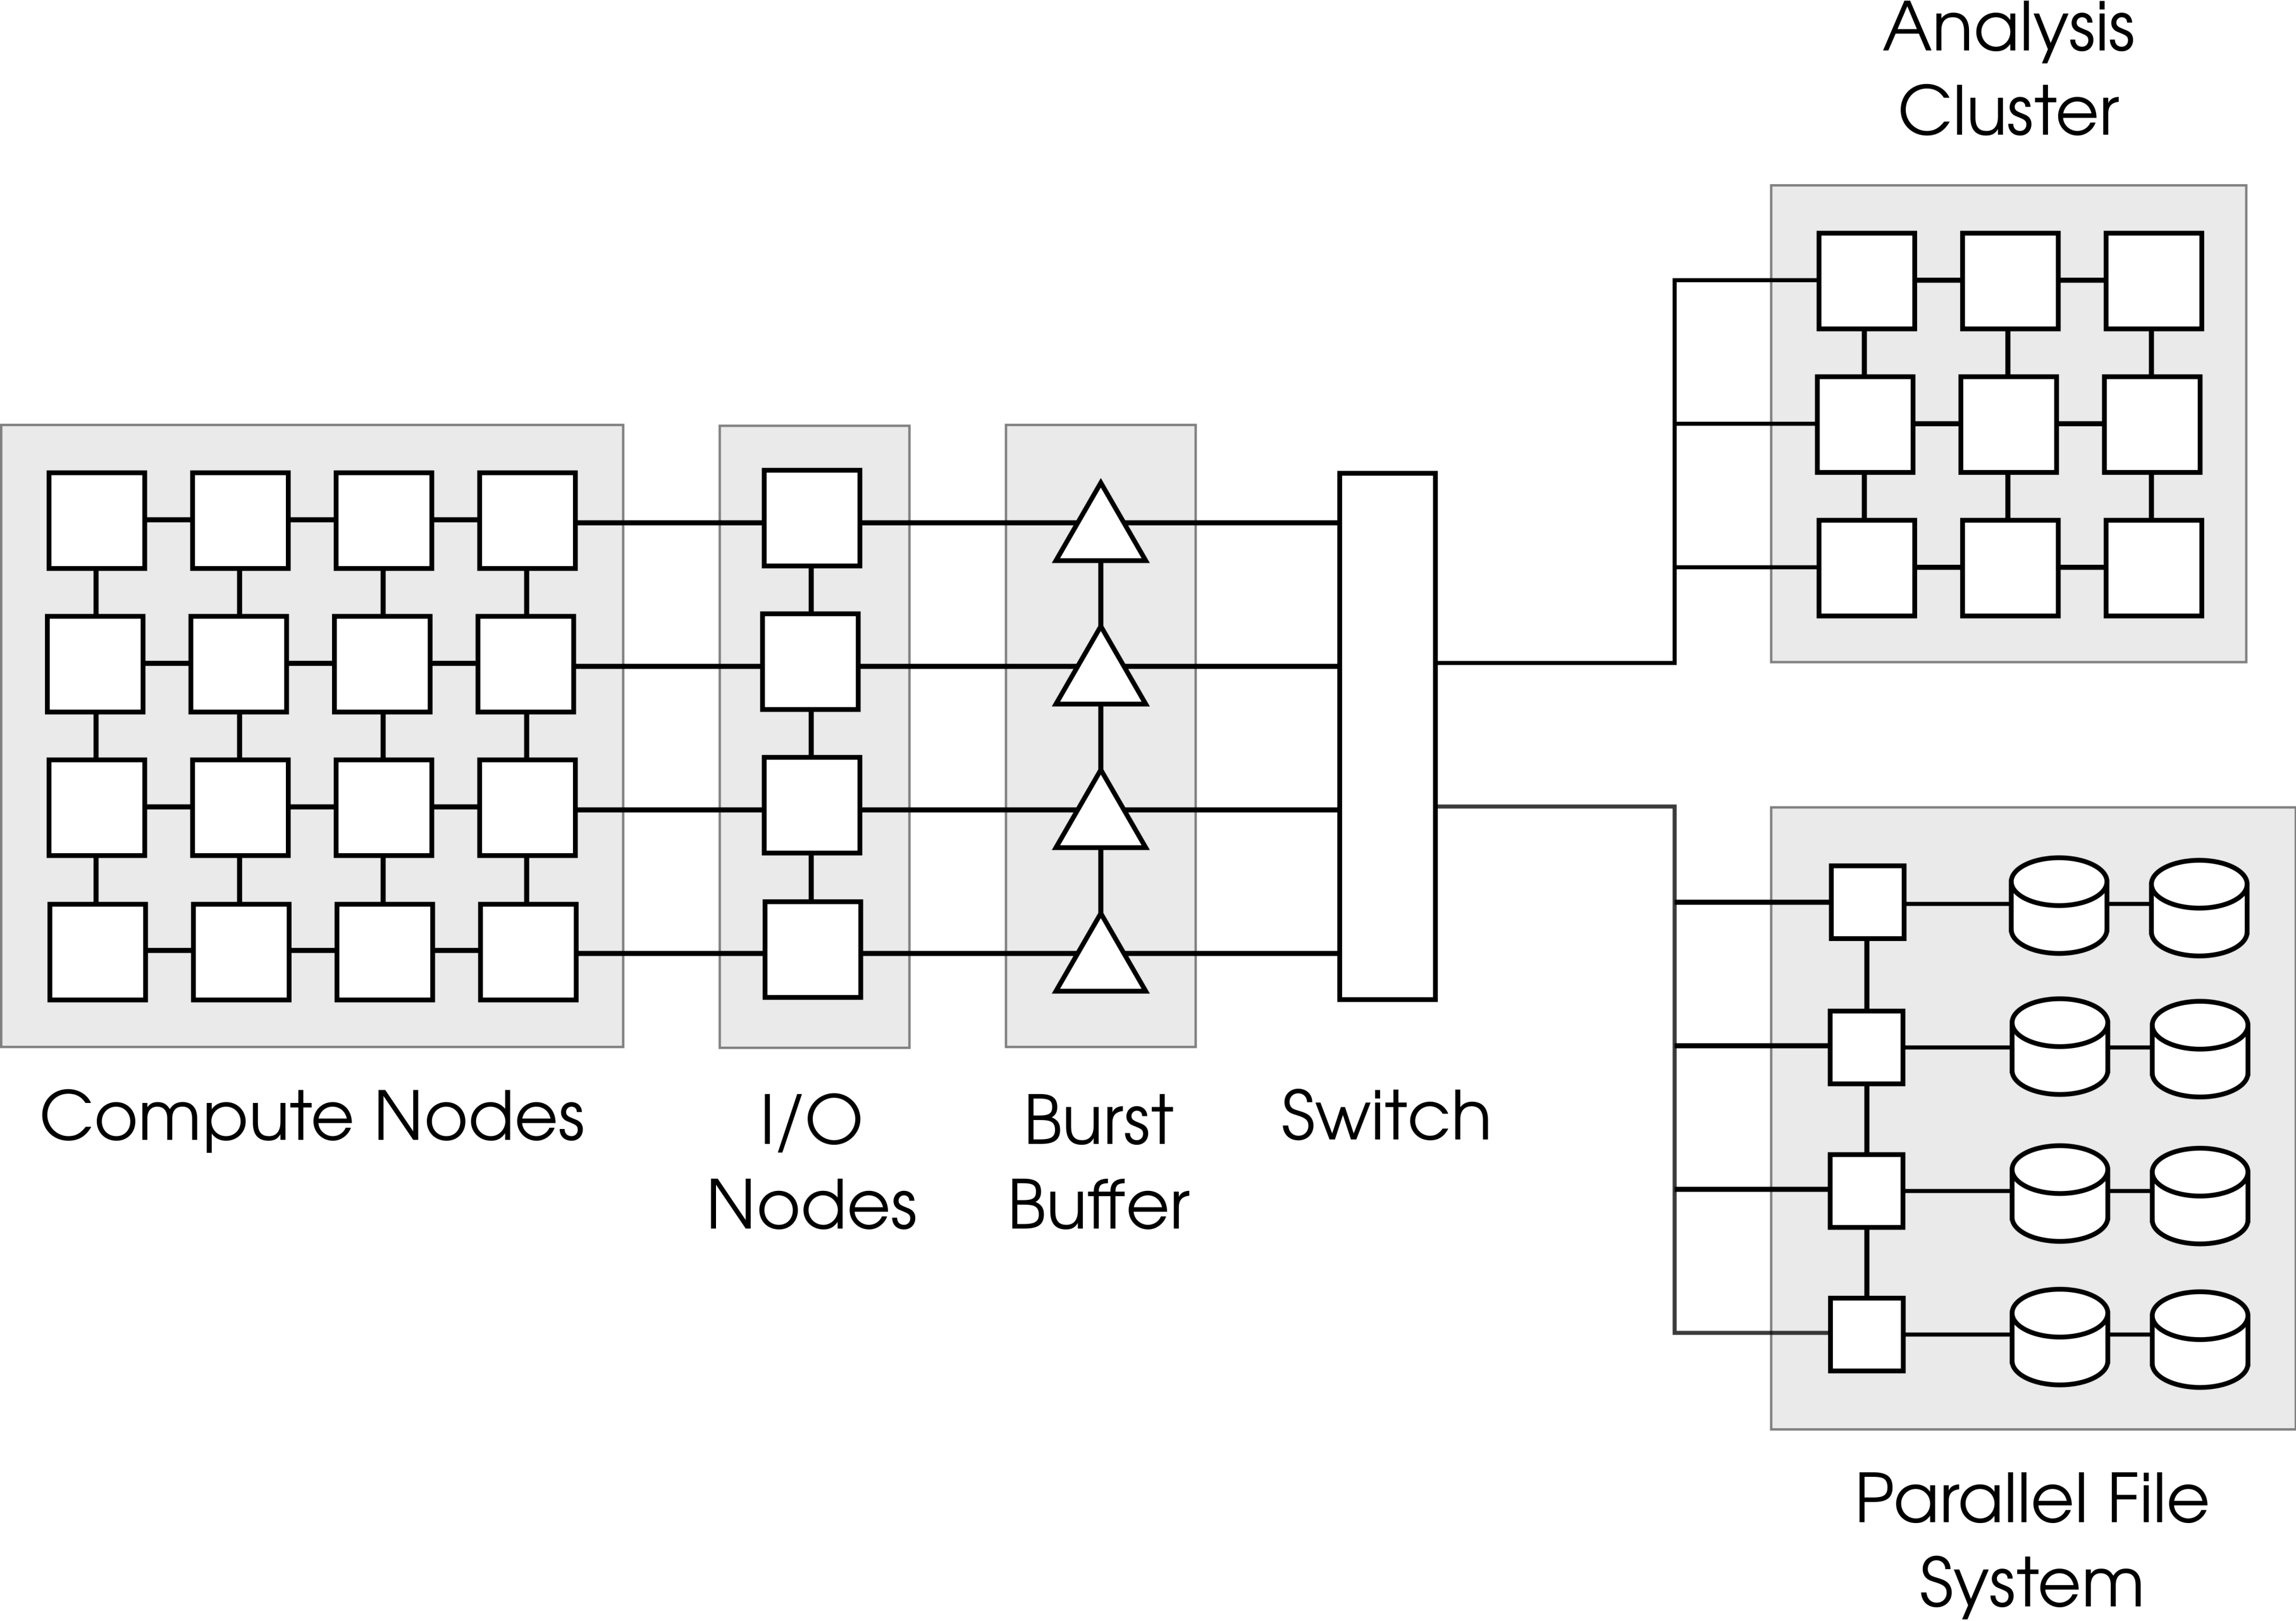 Analysis
Cluster
Compute Nodes
I/O
Nodes
Burst
Buffer
Switch
Parallel File
System